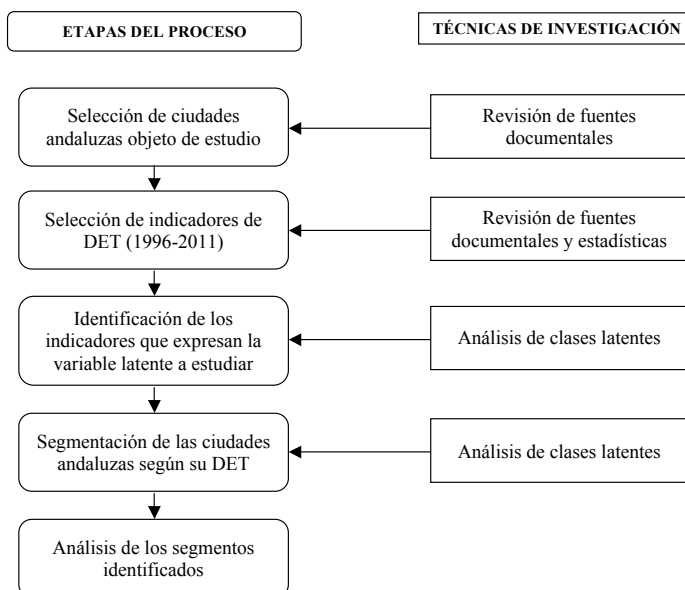 ETAPAS DEL PROCESO
TÉCNICAS DE INVESTIGACIÓN
Selección de ciudades
andaluzas objeto de estudio
Revisión de fuentes
documentales
Selección de indicadores de
DET (1996-2011)
Revisión de fuentes
documentales y estadísticas
Identificación de los
indicadores que expresan la
variable latente a estudiar
Análisis de clases latentes
Segmentación de las ciudades
andaluzas según su DET
Análisis de clases latentes
Análisis de los segmentos
identificados